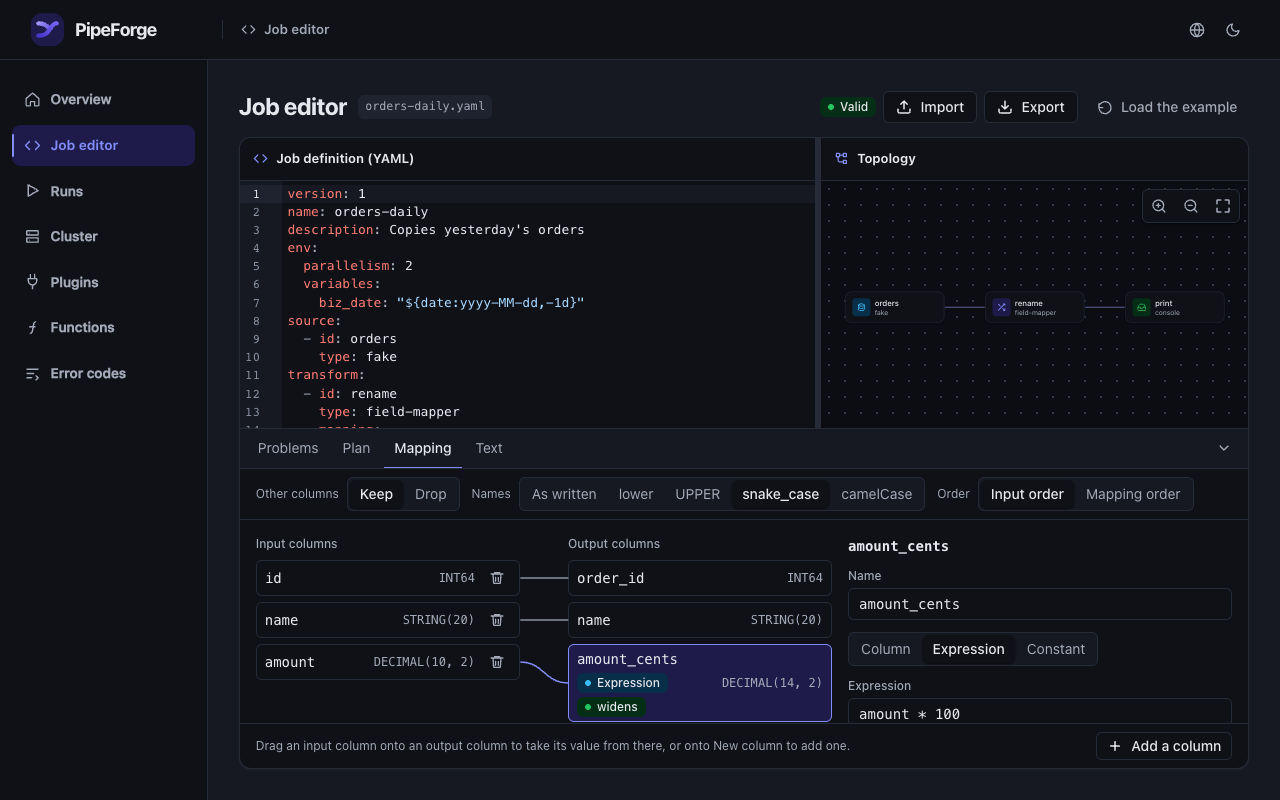 PipeForge
Job editor
Overview
Job editor
Runs
Cluster
Plugins
Functions
Error codes
Job editor
orders-daily.yaml
Valid
Import
Export
Load the example
Job definition (YAML)
1 version: 1
2 name: orders-daily
3 description: Copies yesterday's orders
4 env:
5 parallelism: 2
6 variables:
7 biz_date: "${date:yyyy-MM-dd,-1d}"
8 source:
9 - id: orders
10 type: fake
11 transform:
12 - id: rename
13 type: field-mapper
Topology
orders
fake
rename
field-mapper
print
console
Problems Plan Mapping Text
Other columns Keep Drop Names As written lower UPPER snake_case camelCase Order Input order Mapping order
Input columns
id INT64
name STRING(20)
amount DECIMAL(10, 2)
Output columns
order_id INT64
name STRING(20)
amount_cents
Expression DECIMAL(14, 2)
widens
amount_cents
Name
amount_cents
Column Expression Constant
Expression
amount * 100
Drag an input column onto an output column to take its value from there, or onto New column to add one.
Add a column